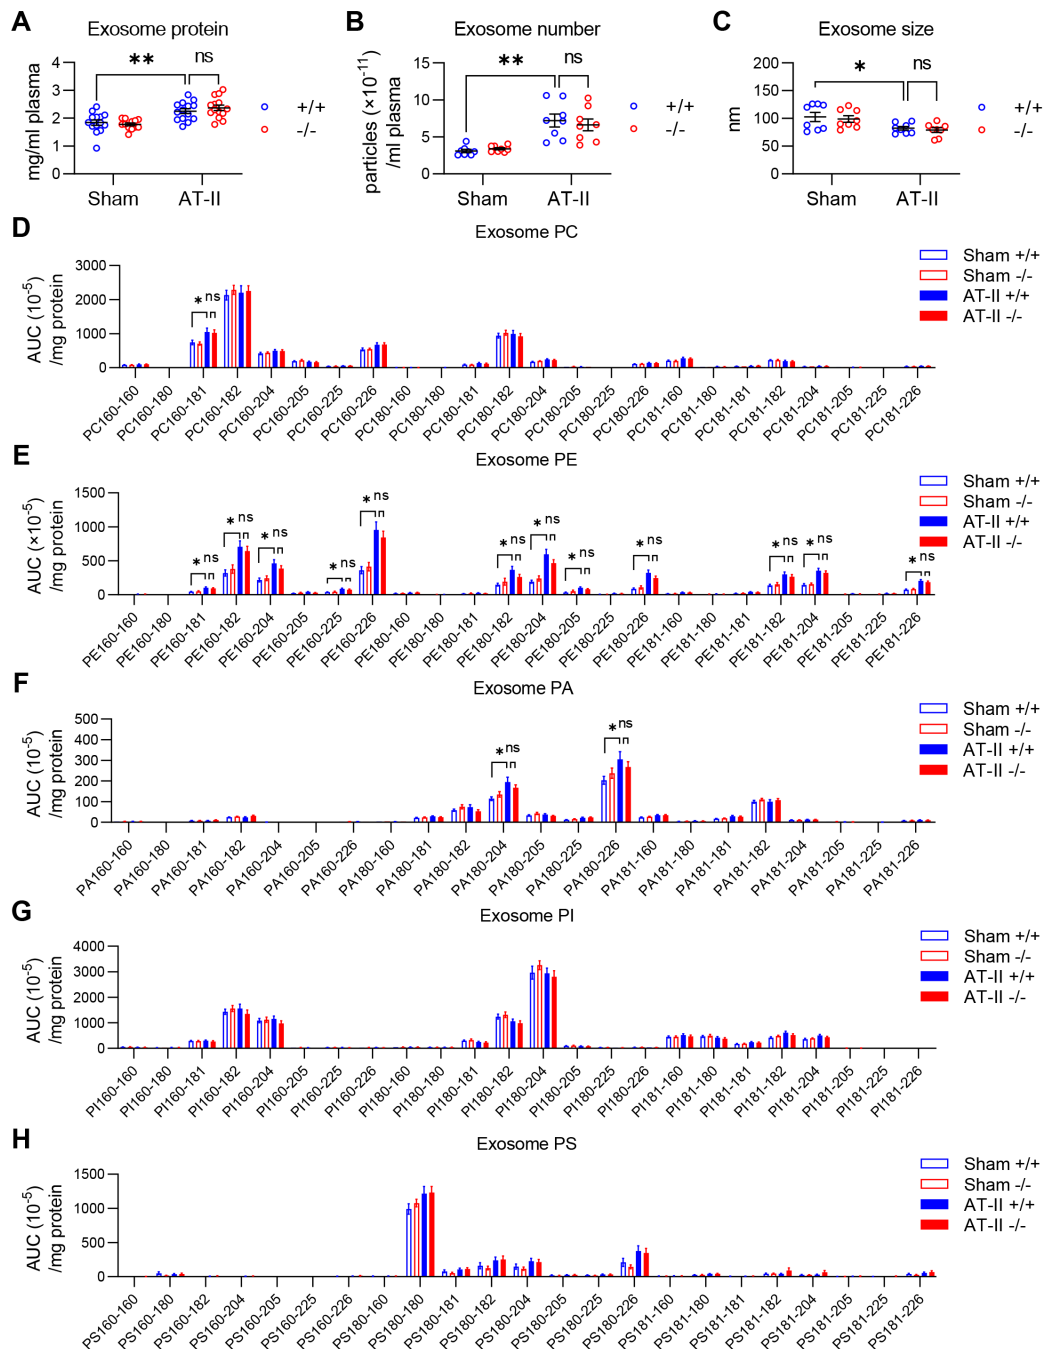 A
Exosome protein
mg/ml plasma
4
3
2
1
0
**
ns
Sham
AT-II
+/+
-/-
B
Exosome number
particles (×10⁻¹¹)
/ml plasma
15
10
5
0
**
ns
Sham
AT-II
+/+
-/-
C
Exosome size
nm
200
150
100
50
0
*
ns
Sham
AT-II
+/+
-/-
D
Exosome PC
AUC (10⁻⁵)
/mg protein
3000
2000
1000
0
* ns
Sham +/+
Sham -/-
AT-II +/+
AT-II -/-
PC160-160
PC160-180
PC160-181
PC160-182
PC160-204
PC160-205
PC160-225
PC160-226
PC180-160
PC180-180
PC180-181
PC180-182
PC180-204
PC180-205
PC180-225
PC180-226
PC181-160
PC181-180
PC181-181
PC181-182
PC181-204
PC181-205
PC181-225
PC181-226
E
Exosome PE
AUC (×10⁻⁵)
/mg protein
1500
1000
500
0
* ns
* ns
* ns
* ns
* ns
* ns
* ns
* ns
* ns
* ns
* ns
* ns
Sham +/+
Sham -/-
AT-II +/+
AT-II -/-
PE160-160
PE160-180
PE160-181
PE160-182
PE160-204
PE160-205
PE160-225
PE160-226
PE180-160
PE180-180
PE180-181
PE180-182
PE180-204
PE180-205
PE180-225
PE180-226
PE181-160
PE181-180
PE181-181
PE181-182
PE181-204
PE181-205
PE181-225
PE181-226
F
Exosome PA
AUC (10⁻⁵)
/mg protein
500
400
300
200
100
0
* ns
* ns
Sham +/+
Sham -/-
AT-II +/+
AT-II -/-
PA160-160
PA160-180
PA160-181
PA160-182
PA160-204
PA160-205
PA160-226
PA180-160
PA180-181
PA180-182
PA180-204
PA180-205
PA180-225
PA180-226
PA181-160
PA181-180
PA181-181
PA181-182
PA181-204
PA181-205
PA181-225
PA181-226
G
Exosome PI
AUC (10⁻⁵)
/mg protein
4000
3000
2000
1000
0
Sham +/+
Sham -/-
AT-II +/+
AT-II -/-
PI160-160
PI160-180
PI160-181
PI160-182
PI160-204
PI160-205
PI160-225
PI160-226
PI180-160
PI180-180
PI180-181
PI180-182
PI180-204
PI180-205
PI180-225
PI180-226
PI181-160
PI181-180
PI181-181
PI181-182
PI181-204
PI181-205
PI181-225
PI181-226
H
Exosome PS
AUC (10⁻⁵)
/mg protein
1500
1000
500
0
Sham +/+
Sham -/-
AT-II +/+
AT-II -/-
PS160-160
PS160-180
PS160-182
PS160-204
PS160-205
PS160-225
PS160-226
PS180-160
PS180-180
PS180-181
PS180-182
PS180-204
PS180-205
PS180-225
PS180-226
PS181-160
PS181-180
PS181-181
PS181-182
PS181-204
PS181-205
PS181-225
PS181-226